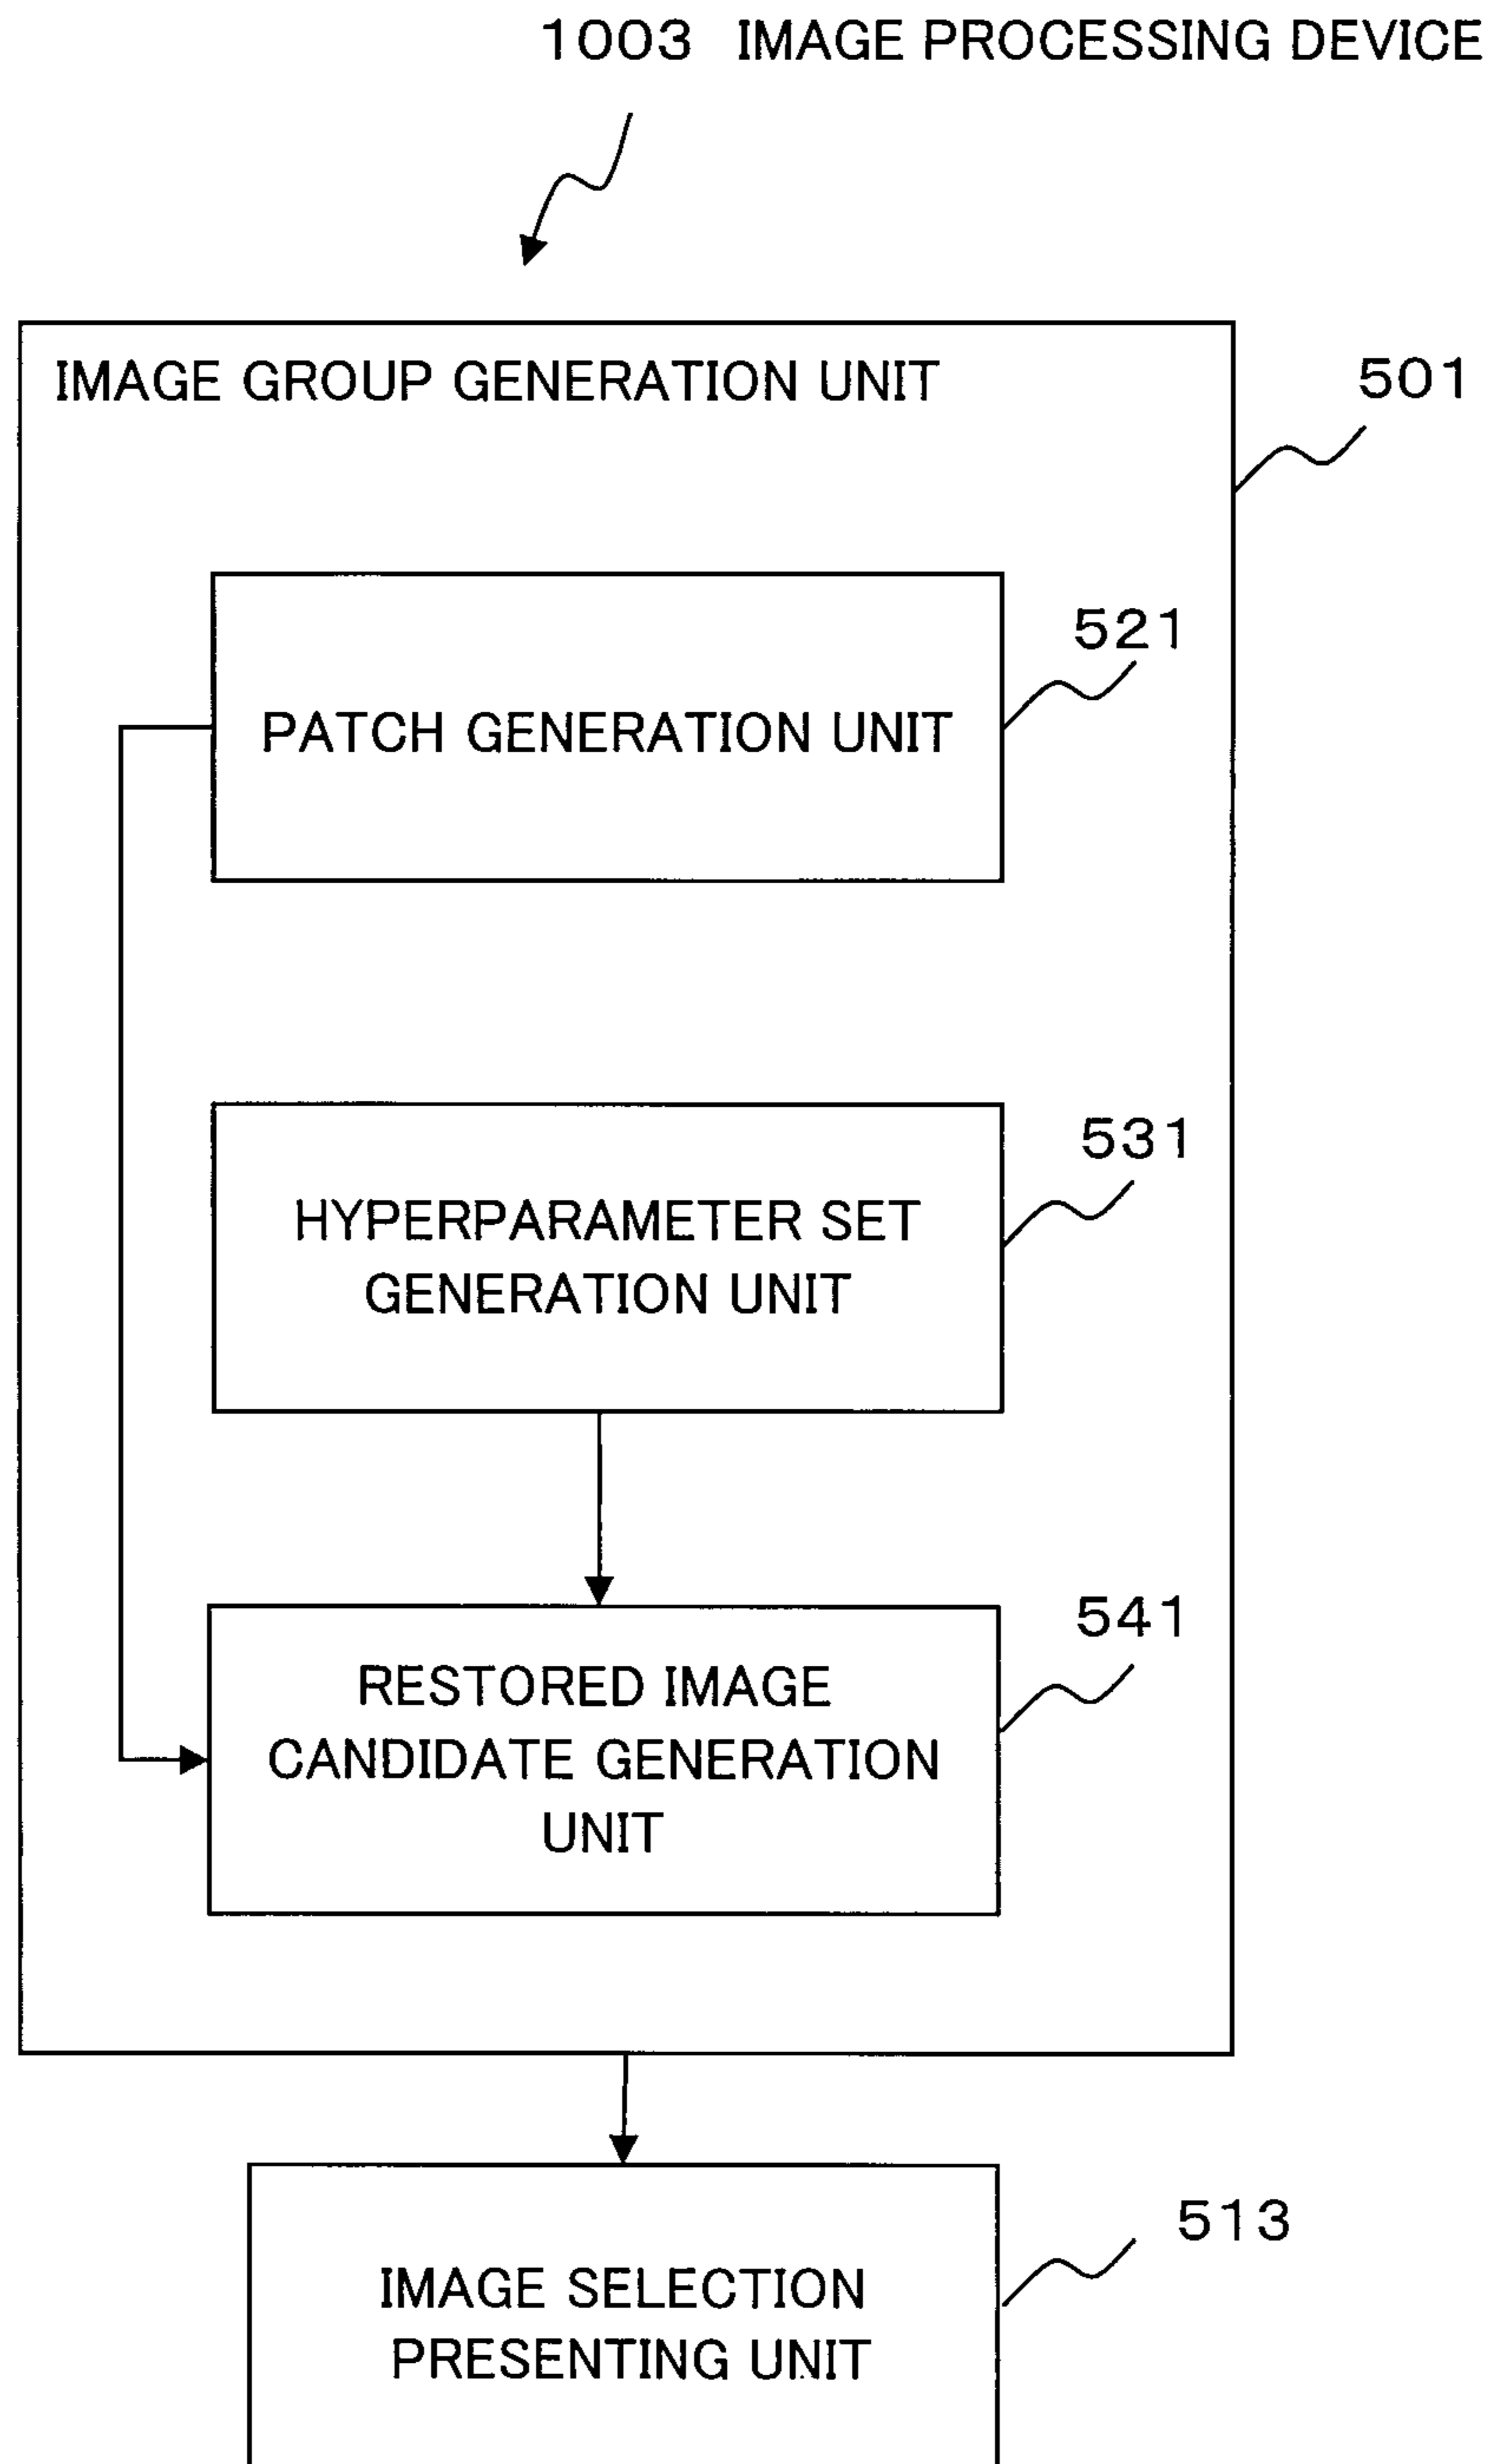 1003 IMAGE PROCESSING DEVICE
IMAGE GROUP GENERATION UNIT
501
521
PATCH GENERATION UNIT
531
HYPERPARAMETER SET
GENERATION UNIT
541
RESTORED IMAGE
CANDIDATE GENERATION
UNIT
513
IMAGE SELECTION
PRESENTING UNIT